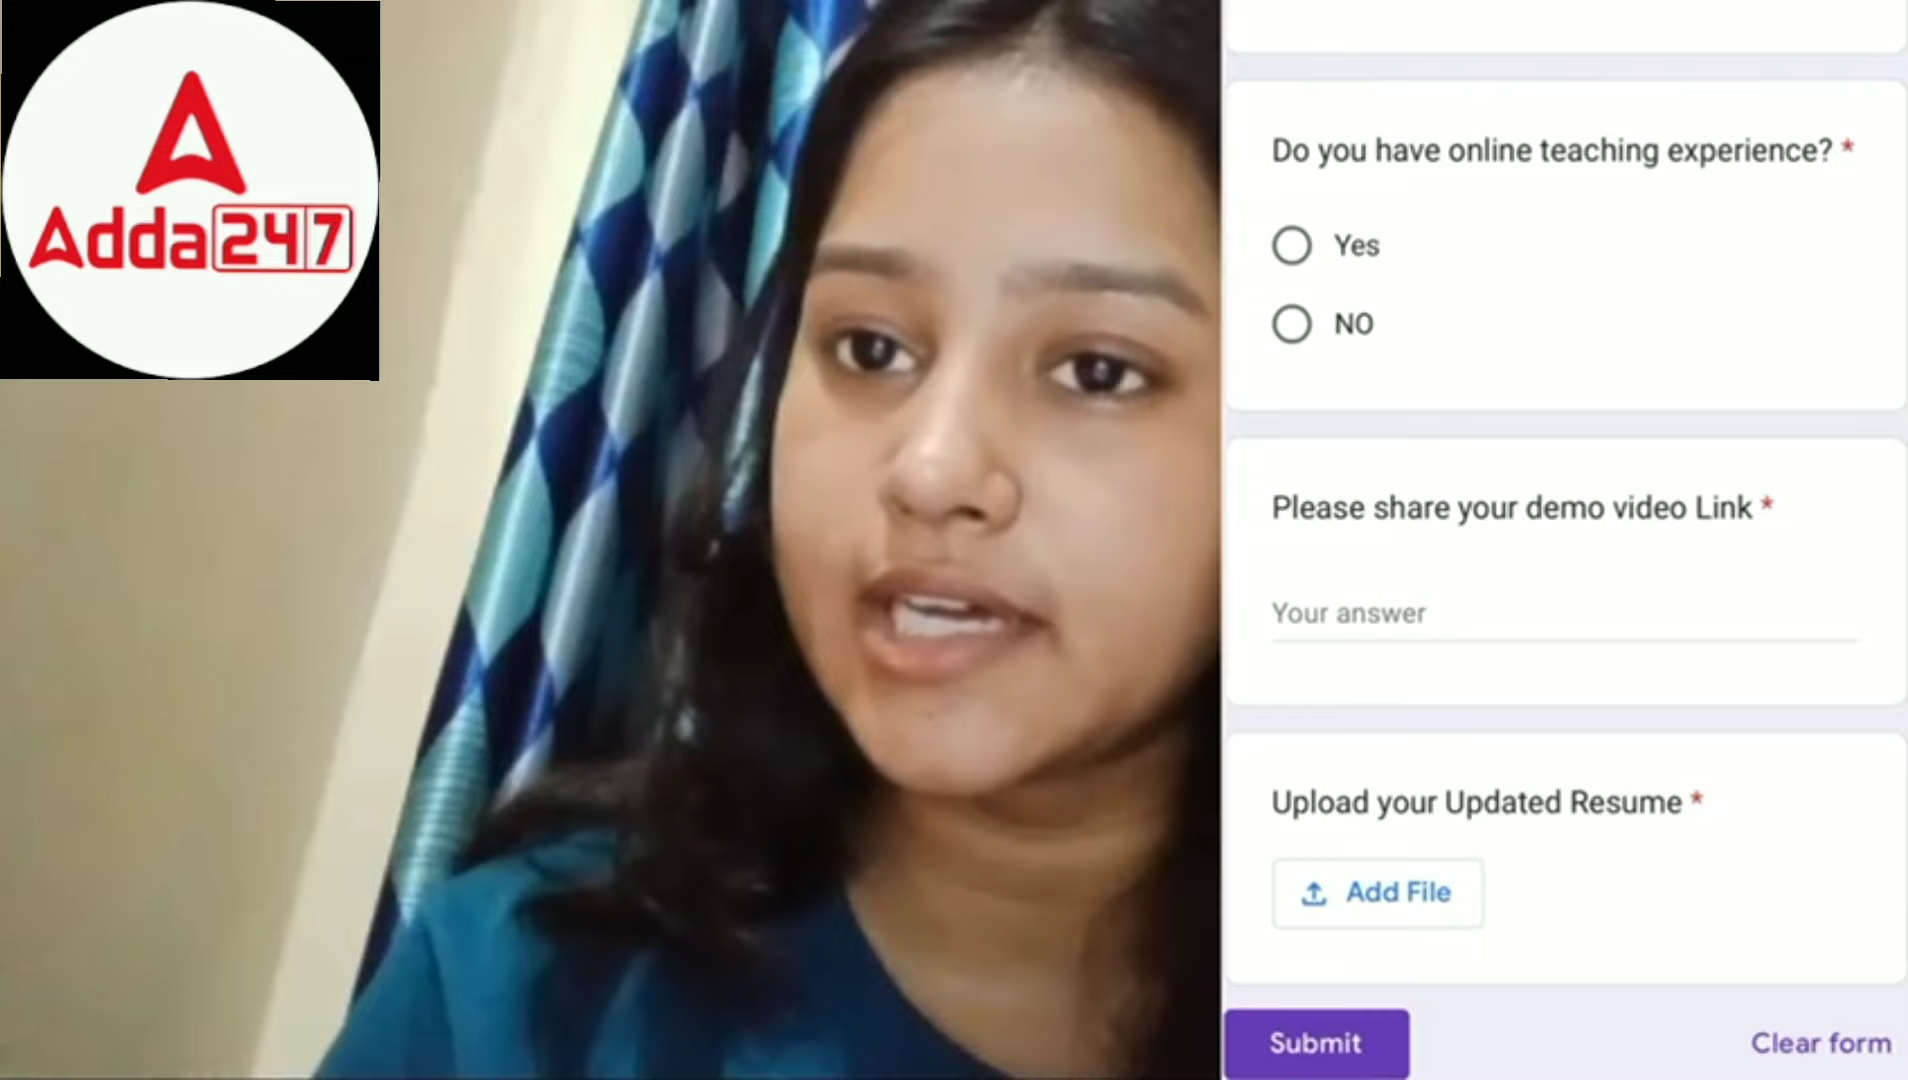 Adda247
Do you have online teaching experience? *
Yes
NO
Please share your demo video Link *
Your answer
Upload your Updated Resume *
Add File
Submit
Clear form